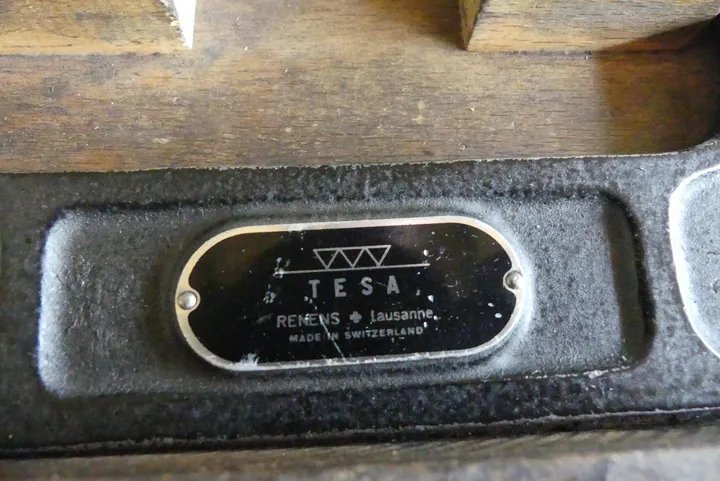 TESA
RENENS + Lausanne
MADE IN SWITZERLAND